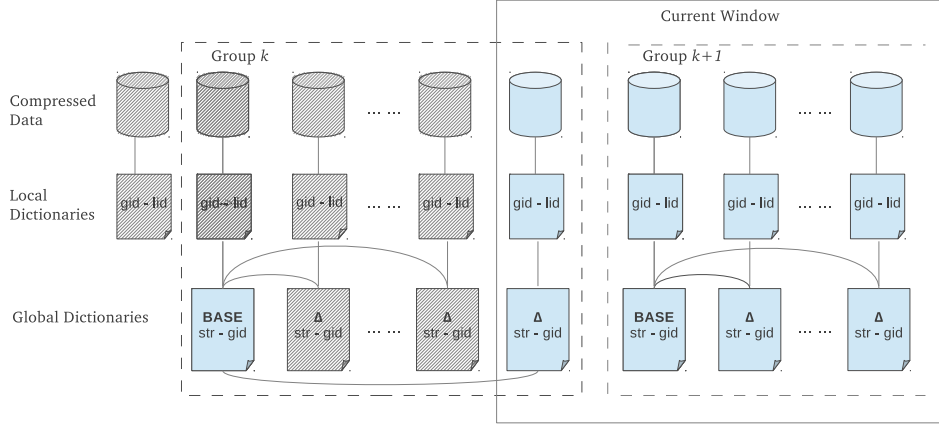 Current Window
Group k
Group k+1
Compressed
Data
... ...
... ...
Local
Dictionaries
gid - lid
gid - lid
gid - lid
... ...
gid - lid
gid - lid
gid - lid
gid - lid
... ...
gid - lid
Global Dictionaries
BASE
str - gid
Δ
str - gid
... ...
Δ
str - gid
Δ
str - gid
BASE
str - gid
Δ
str - gid
... ...
Δ
str - gid